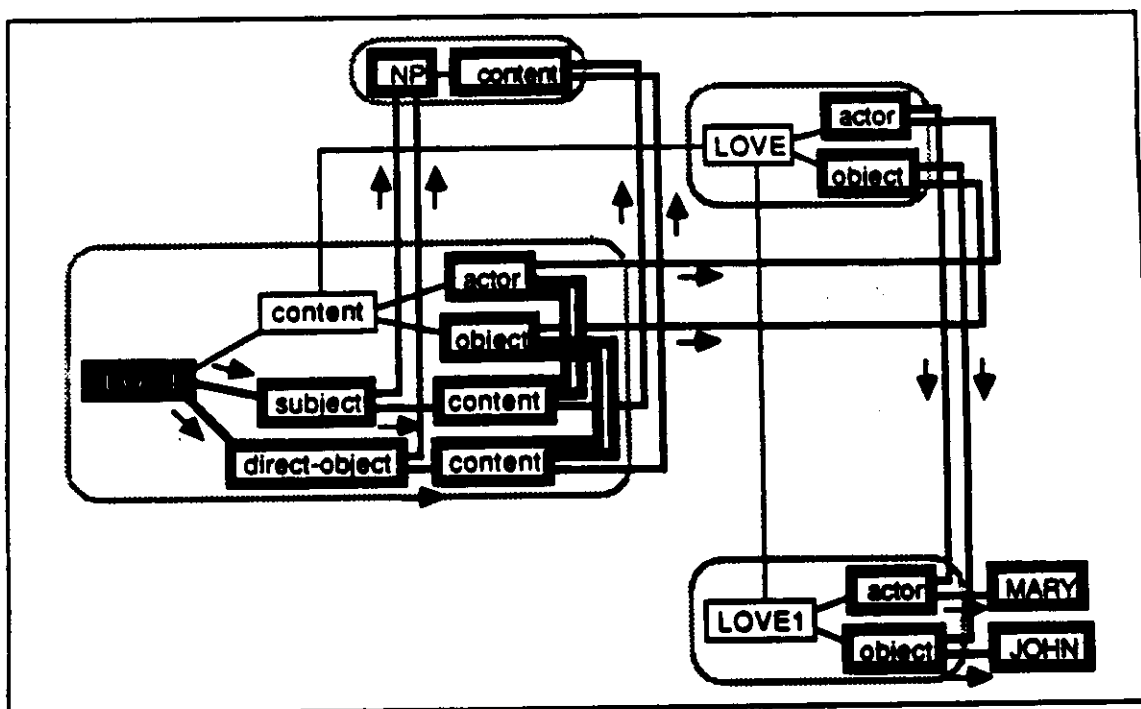 NP content
actor
LOVE
object
actor
content
object
subject content
direct-object content
actor MARY
LOVE1
object JOHN